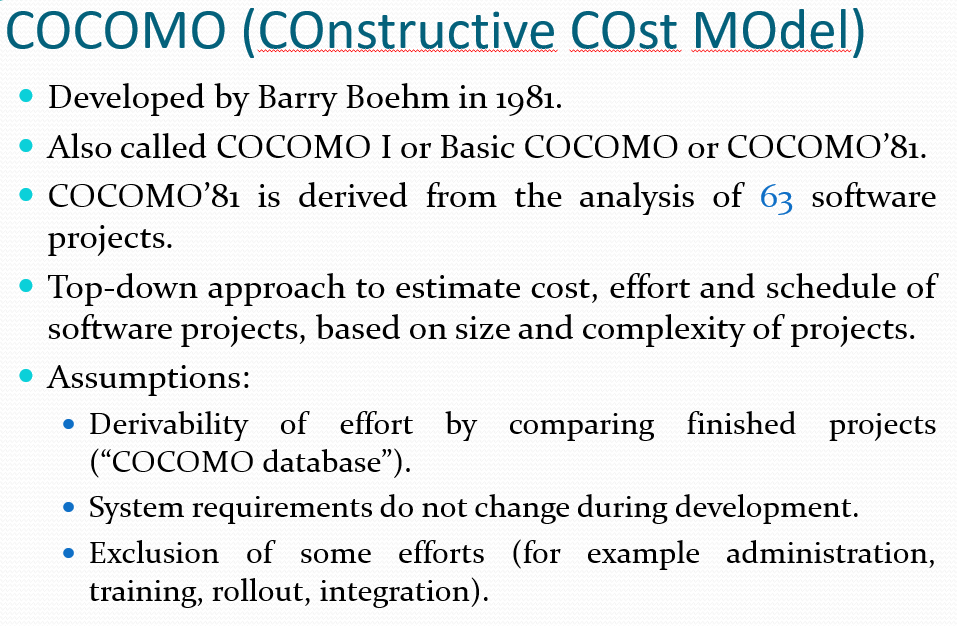 COCOMO (COnstructive COst MOdel)
• Developed by Barry Boehm in 1981.
• Also called COCOMO I or Basic COCOMO or COCOMO’81.
• COCOMO’81 is derived from the analysis of 63 software
projects.
• Top-down approach to estimate cost, effort and schedule of
software projects, based on size and complexity of projects.
• Assumptions:
• Derivability of effort by comparing finished projects
(“COCOMO database”).
• System requirements do not change during development.
• Exclusion of some efforts (for example administration,
training, rollout, integration).